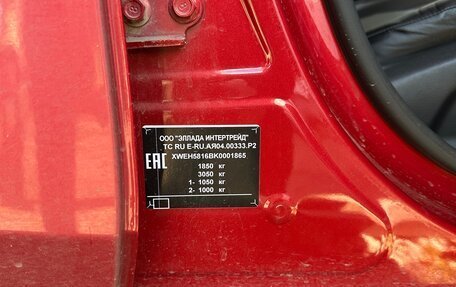 ООО "ЭЛЛАДА ИНТЕРТРЕЙД"
ТС RU E-RU.АЯ04.00333.Р2
EAC XWEH5816BK0001865
1850 кг
3050 кг
1- 1050 кг
2- 1000 кг